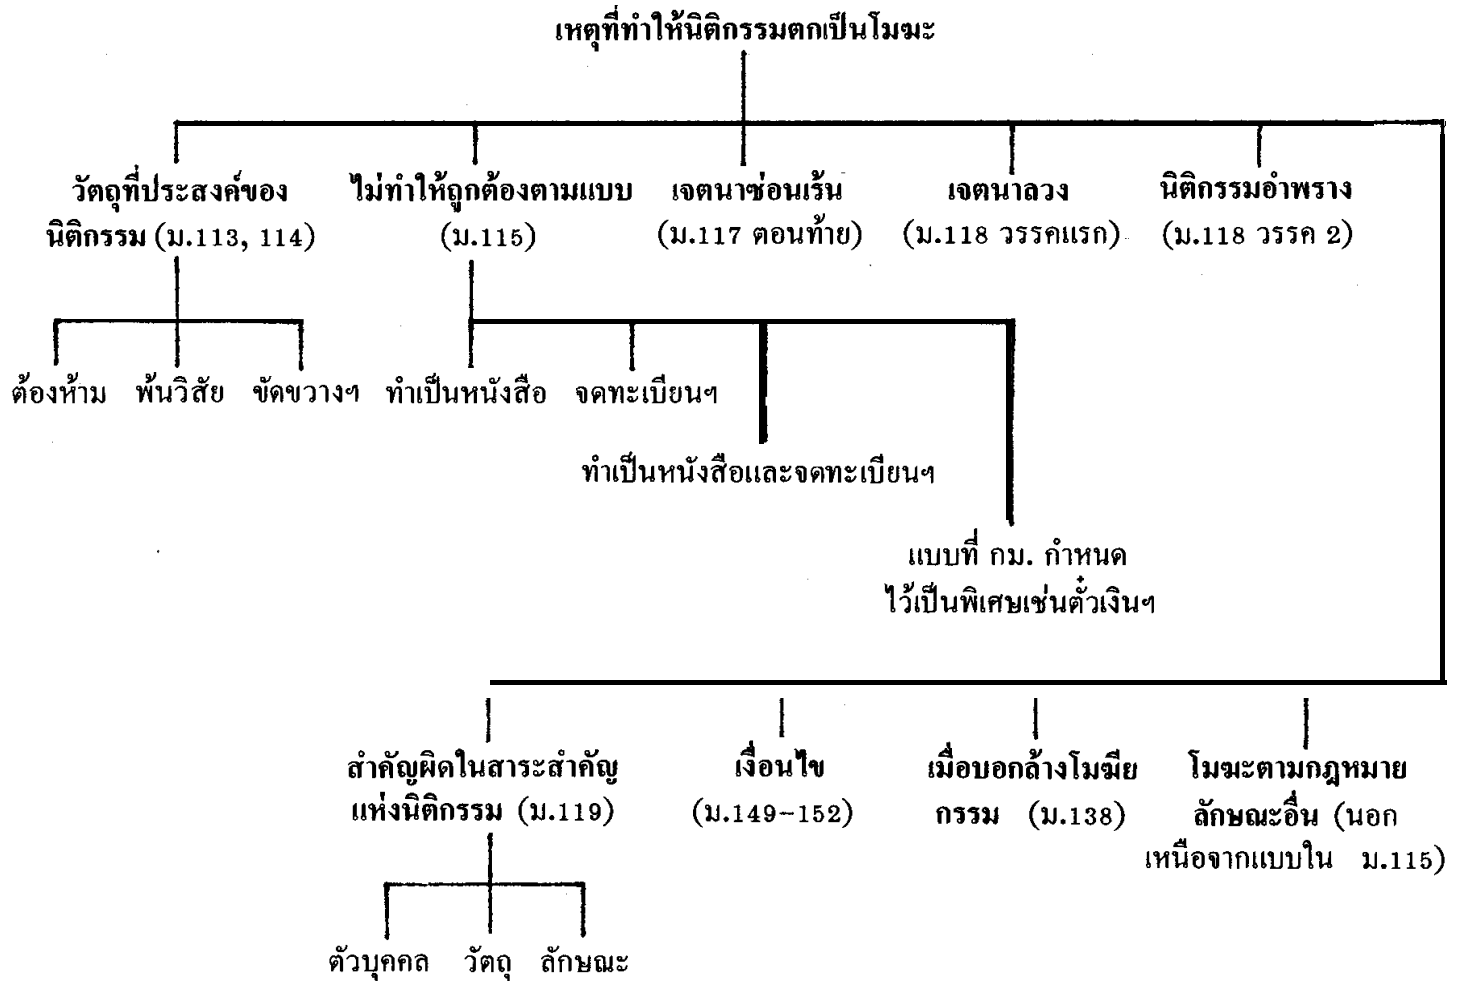 เหตุที่ทำให้นิติกรรมตกเป็นโมฆะ
วัตถุที่ประสงค์ของ
นิติกรรม (ม.113, 114)
ไม่ทำให้ถูกต้องตามแบบ
(ม.115)
เจตนาซ่อนเร้น
(ม.117 ตอนท้าย)
เจตนาลวง
(ม.118 วรรคแรก)
นิติกรรมอำพราง
(ม.118 วรรค 2)
ต้องห้าม
พ้นวิสัย
ขัดขวางฯ
ทำเป็นหนังสือ
จดทะเบียนฯ
ทำเป็นหนังสือและจดทะเบียนฯ
แบบที่ กม. กำหนด
ไว้เป็นพิเศษเช่นตั๋วเงินฯ
สำคัญผิดในสาระสำคัญ
แห่งนิติกรรม (ม.119)
เงื่อนไข
(ม.149-152)
เมื่อบอกล้างโมฆีย
กรรม (ม.138)
โมฆะตามกฎหมาย
ลักษณะอื่น (นอก
เหนือจากแบบใน ม.115)
ตัวบุคคล
วัตถุ
ลักษณะ